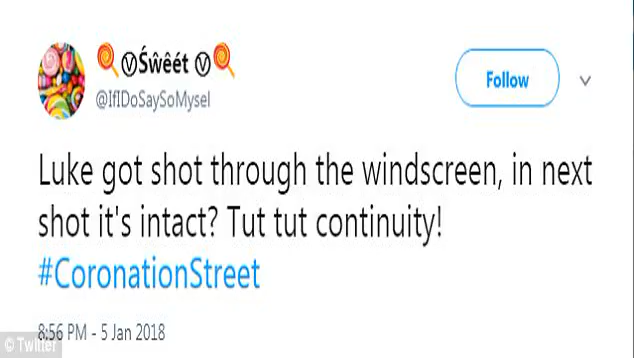 🍭ⓋŚŵêét Ⓥ🍭
@IfIDoSaySoMysel
Follow
Luke got shot through the windscreen, in next
shot it's intact? Tut tut continuity!
#CoronationStreet
8:56 PM - 5 Jan 2018
© Twitter